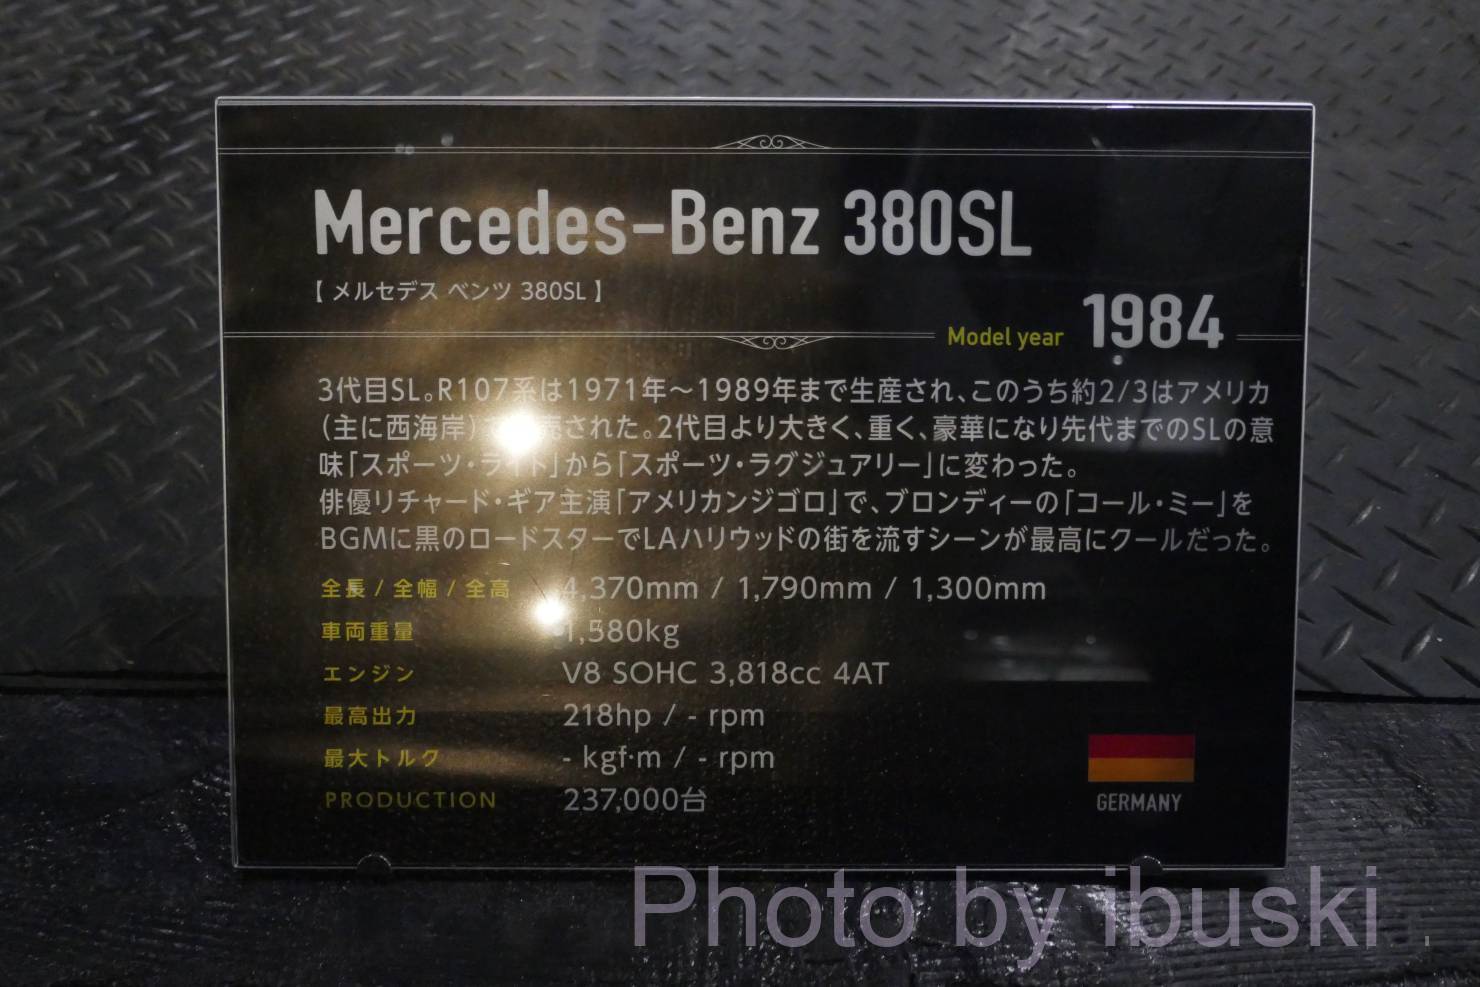 Mercedes-Benz 380SL
【 メルセデス ベンツ 380SL 】
Model year 1984
3代目SL。R107系は1971年～1989年まで生産され、このうち約2/3はアメリカ
（主に西海岸）で販売された。2代目より大きく、重く、豪華になり先代までのSLの意
味「スポーツ・ライト」から「スポーツ・ラグジュアリー」に変わった。
俳優リチャード・ギア主演「アメリカンジゴロ」で、ブロンディーの「コール・ミー」を
BGMに黒のロードスターでLAハリウッドの街を流すシーンが最高にクールだった。
全長 / 全幅 / 全高 4,370mm / 1,790mm / 1,300mm
車両重量 1,580kg
エンジン V8 SOHC 3,818cc 4AT
最高出力 218hp / - rpm
最大トルク - kgf·m / - rpm
PRODUCTION 237,000台
GERMANY
Photo by ibuski